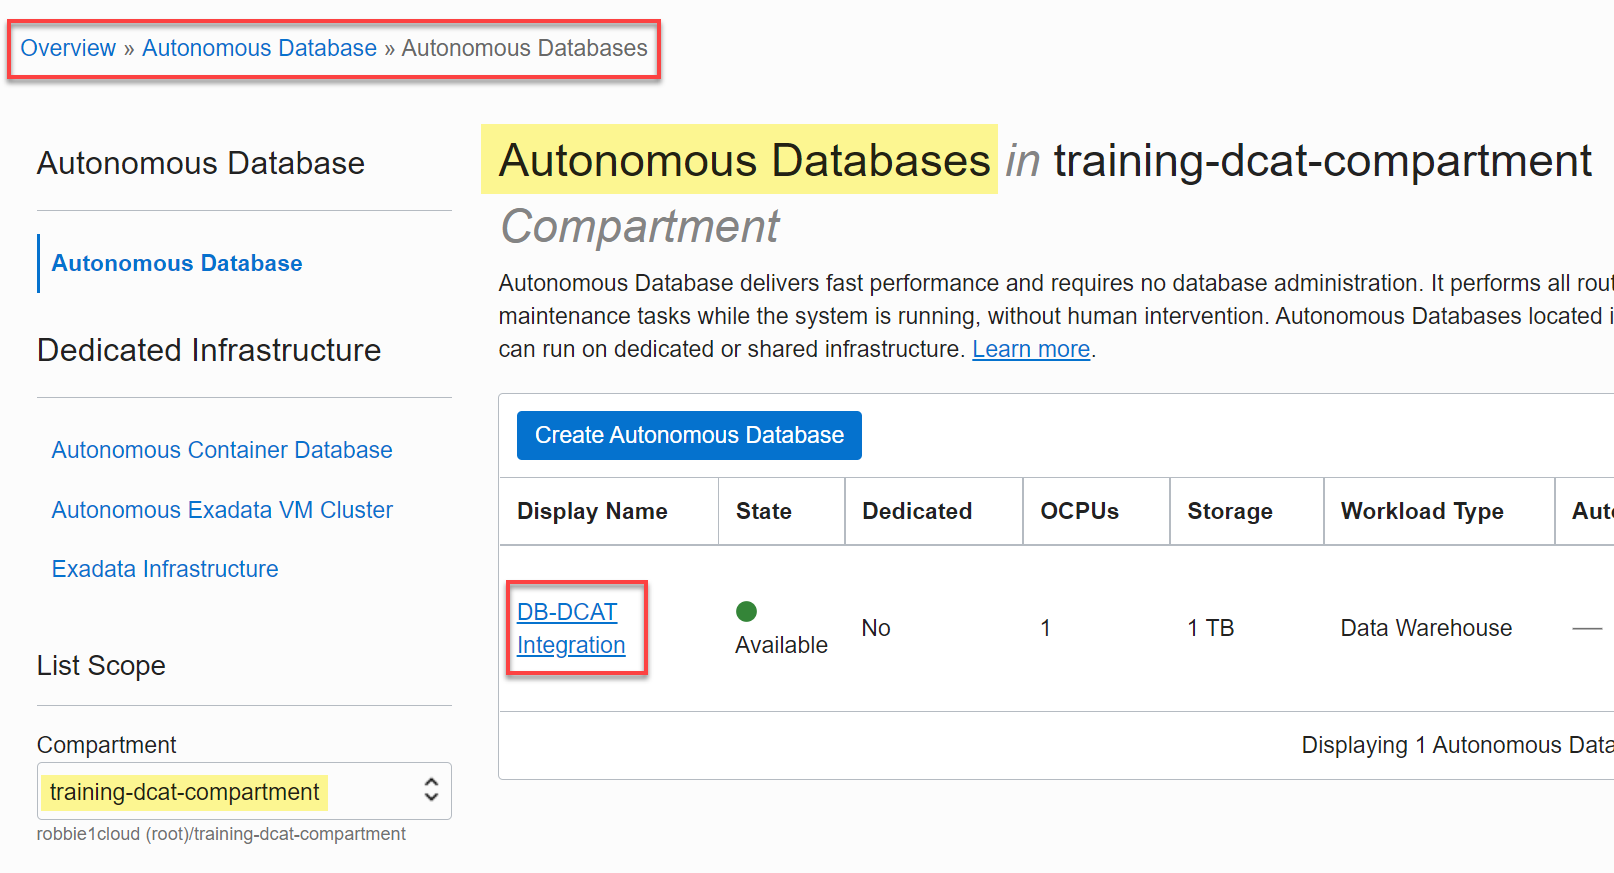 Overview » Autonomous Database » Autonomous Databases
Autonomous Database
Autonomous Database
Dedicated Infrastructure
Autonomous Container Database
Autonomous Exadata VM Cluster
Exadata Infrastructure
List Scope
Compartment
training-dcat-compartment
robbie1cloud (root)/training-dcat-compartment
Autonomous Databases in training-dcat-compartment
Compartment
Autonomous Database delivers fast performance and requires no database administration. It performs all rout
maintenance tasks while the system is running, without human intervention. Autonomous Databases located i
can run on dedicated or shared infrastructure. Learn more.
Create Autonomous Database
Display Name State Dedicated OCPUs Storage Workload Type Auto
DB-DCAT
Integration
Available No 1 1 TB Data Warehouse —
Displaying 1 Autonomous Data